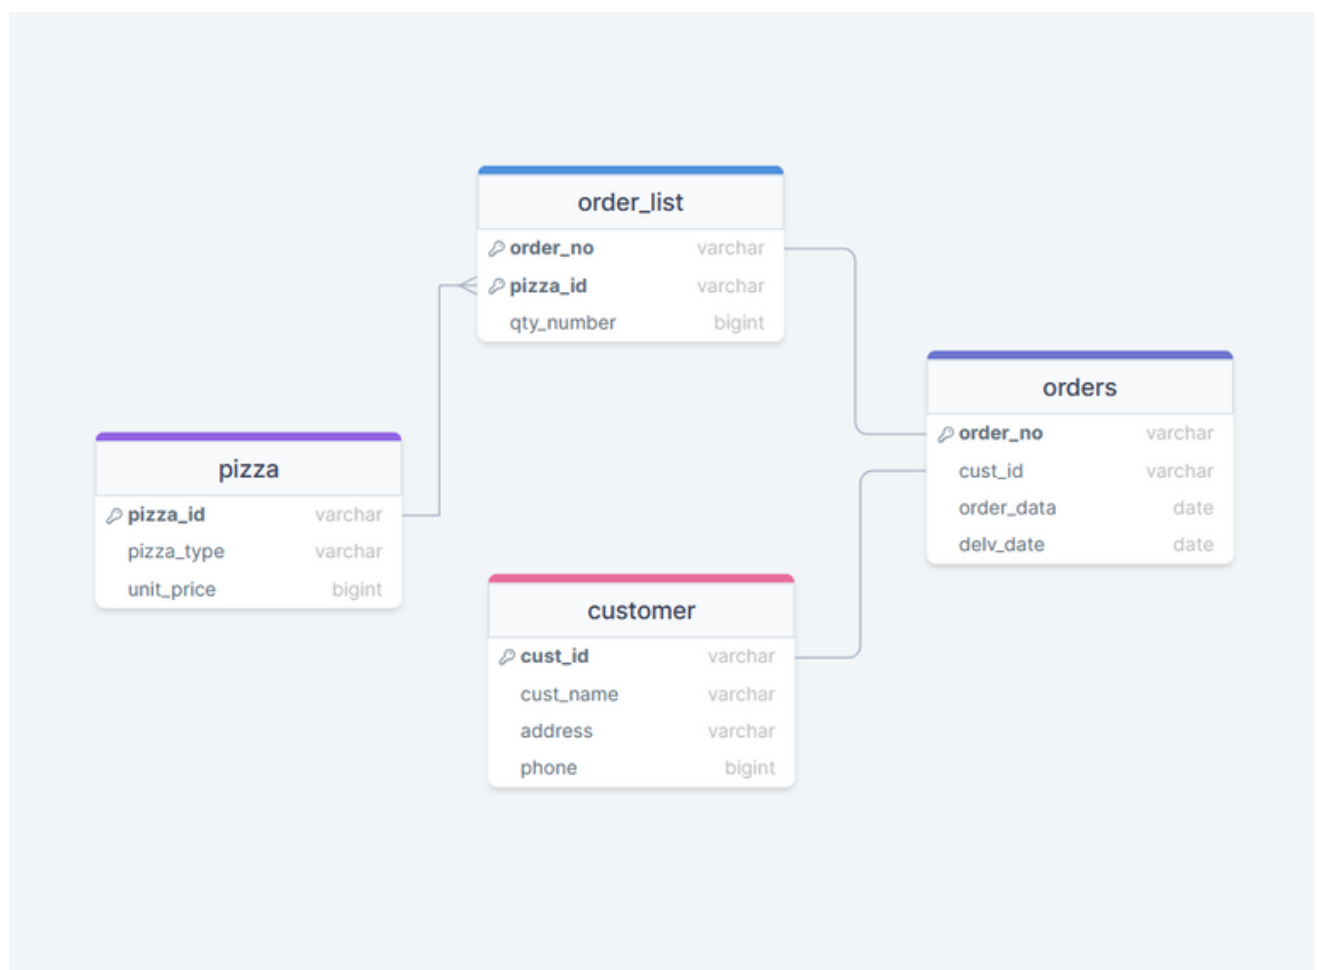 order_list
order_no varchar
pizza_id varchar
qty_number bigint
orders
order_no varchar
cust_id varchar
order_data date
delv_date date
pizza
pizza_id varchar
pizza_type varchar
unit_price bigint
customer
cust_id varchar
cust_name varchar
address varchar
phone bigint